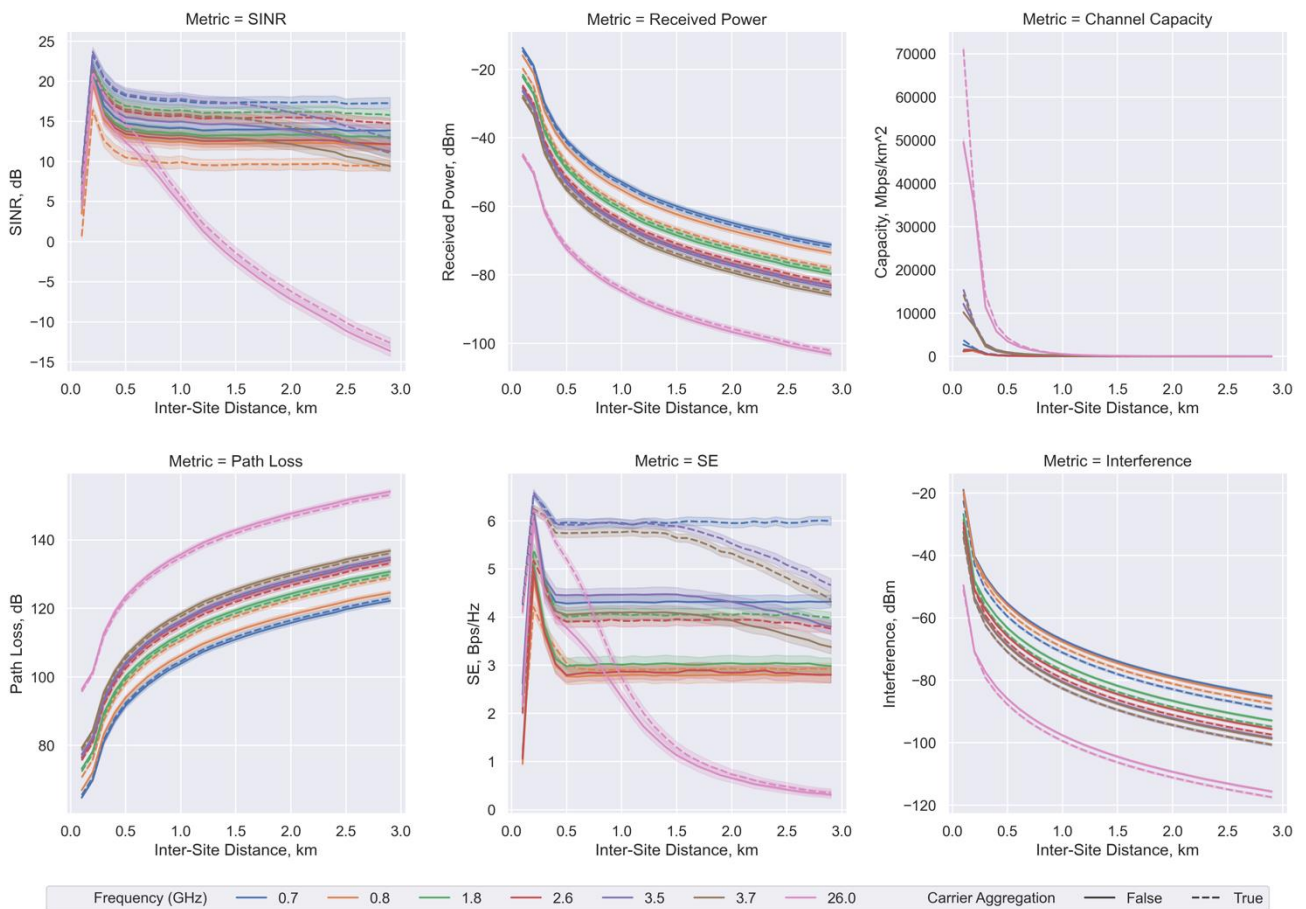 Metric = SINR
25
20
15
10
5
0
−5
−10
−15
SINR, dB
0.0 0.5 1.0 1.5 2.0 2.5 3.0
Inter-Site Distance, km
Metric = Received Power
−20
−40
−60
−80
−100
Received Power, dBm
0.0 0.5 1.0 1.5 2.0 2.5 3.0
Inter-Site Distance, km
Metric = Channel Capacity
70000
60000
50000
40000
30000
20000
10000
0
Capacity, Mbps/km^2
0.0 0.5 1.0 1.5 2.0 2.5 3.0
Inter-Site Distance, km
Metric = Path Loss
140
120
100
80
Path Loss, dB
0.0 0.5 1.0 1.5 2.0 2.5 3.0
Inter-Site Distance, km
Metric = SE
6
5
4
3
2
1
0
SE, Bps/Hz
0.0 0.5 1.0 1.5 2.0 2.5 3.0
Inter-Site Distance, km
Metric = Interference
−20
−40
−60
−80
−100
−120
Interference, dBm
0.0 0.5 1.0 1.5 2.0 2.5 3.0
Inter-Site Distance, km
Frequency (GHz) 0.7 0.8 1.8 2.6 3.5 3.7 26.0 Carrier Aggregation False True